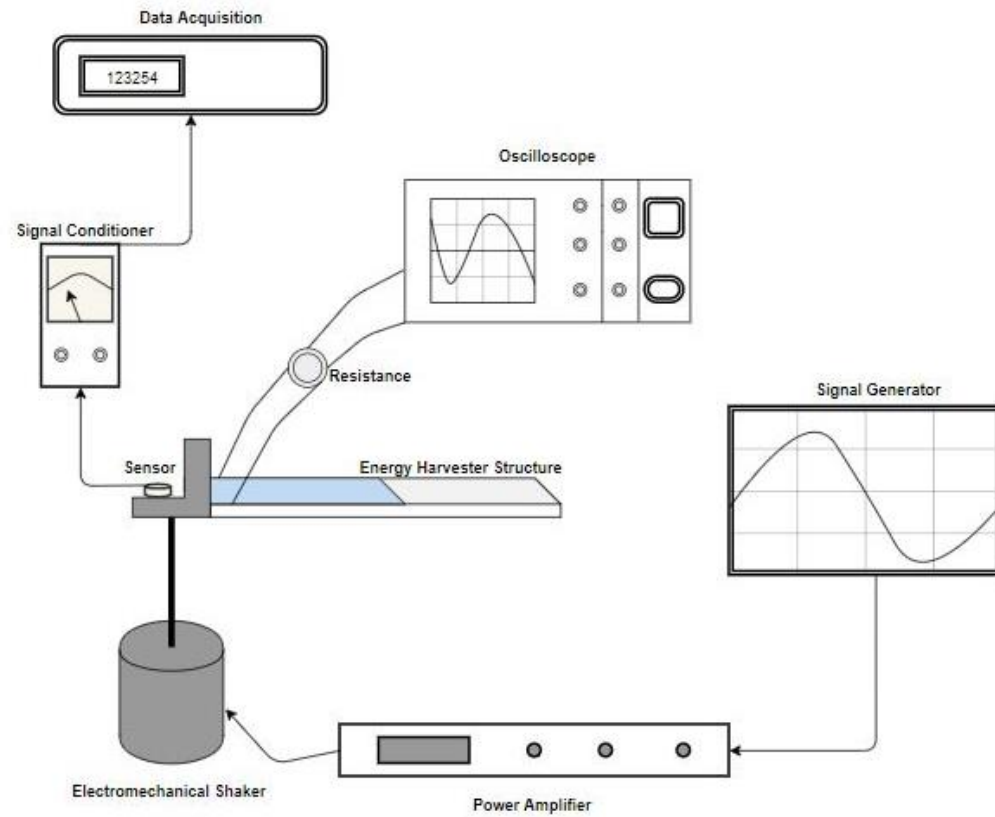 Data Acquisition
123254
Oscilloscope
Signal Conditioner
Resistance
Signal Generator
Sensor
Energy Harvester Structure
Electromechanical Shaker
Power Amplifier